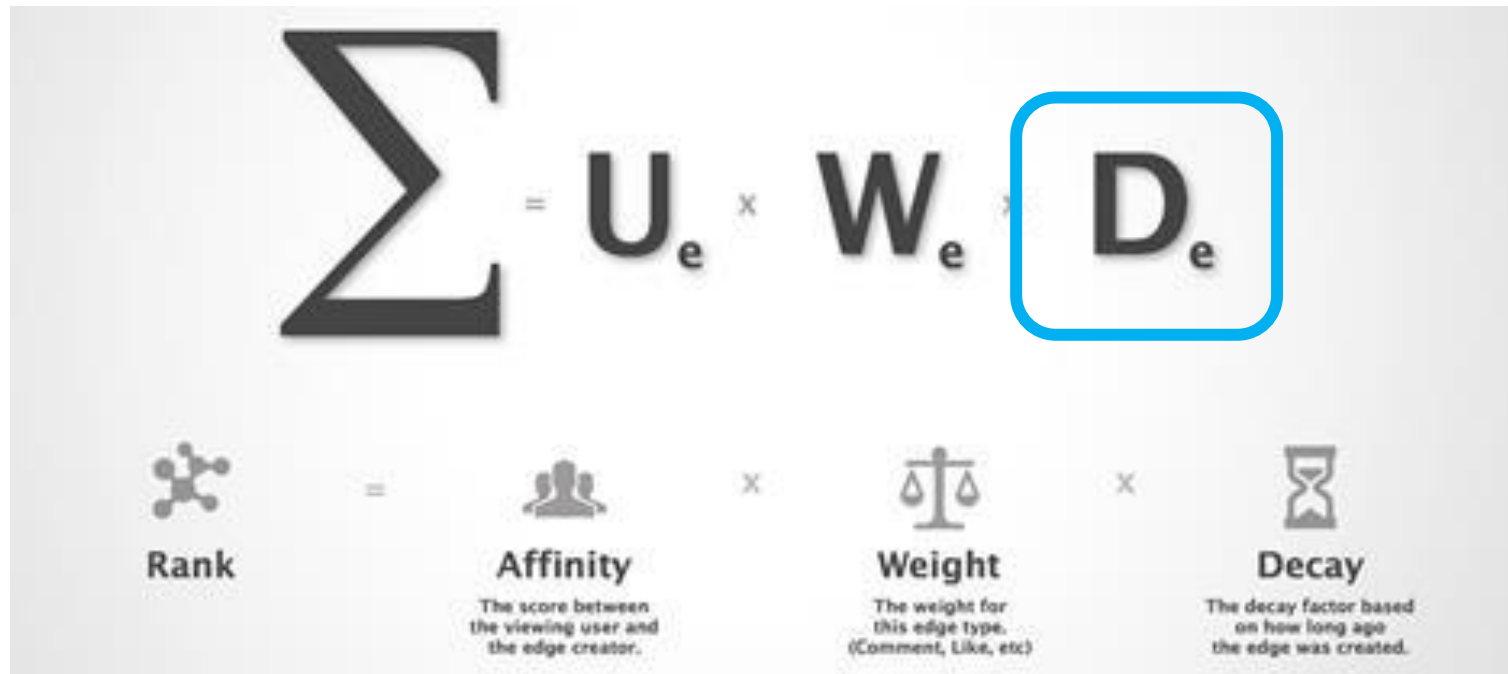 Σ = Ue x We x De
Rank = Affinity x Weight x Decay
The score between
the viewing user and
the edge creator.
The weight for
this edge type.
(Comment, Like, etc)
The decay factor based
on how long ago
the edge was created.